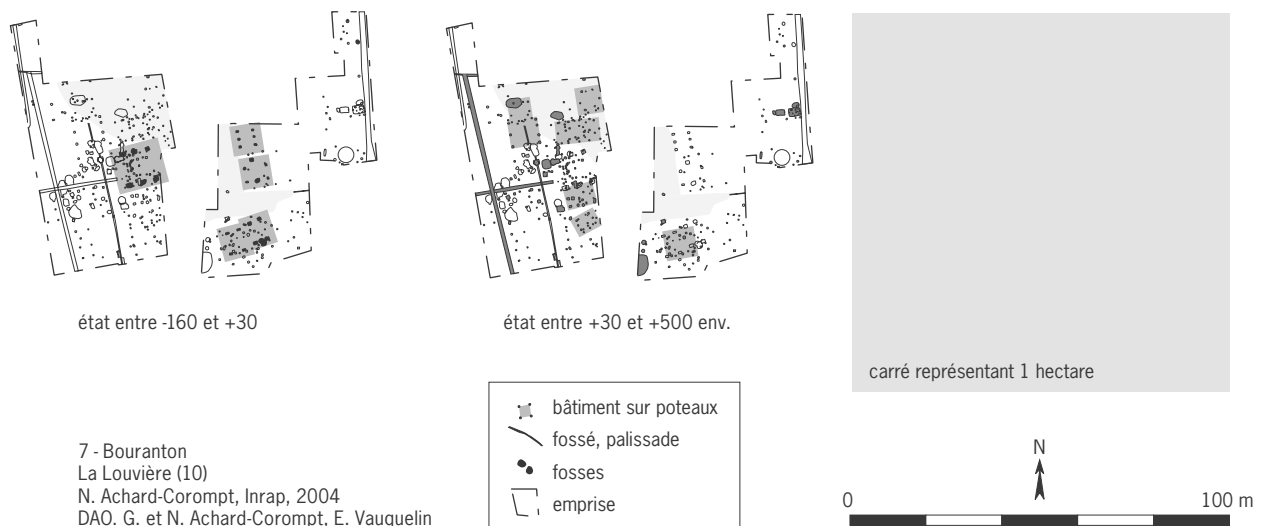 état entre -160 et +30
état entre +30 et +500 env.
carré représentant 1 hectare
7 - Bouranton
La Louvière (10)
N. Achard-Corompt, Inrap, 2004
DAO. G. et N. Achard-Corompt, E. Vauquelin
bâtiment sur poteaux
fossé, palissade
fosses
emprise
N
0
100 m